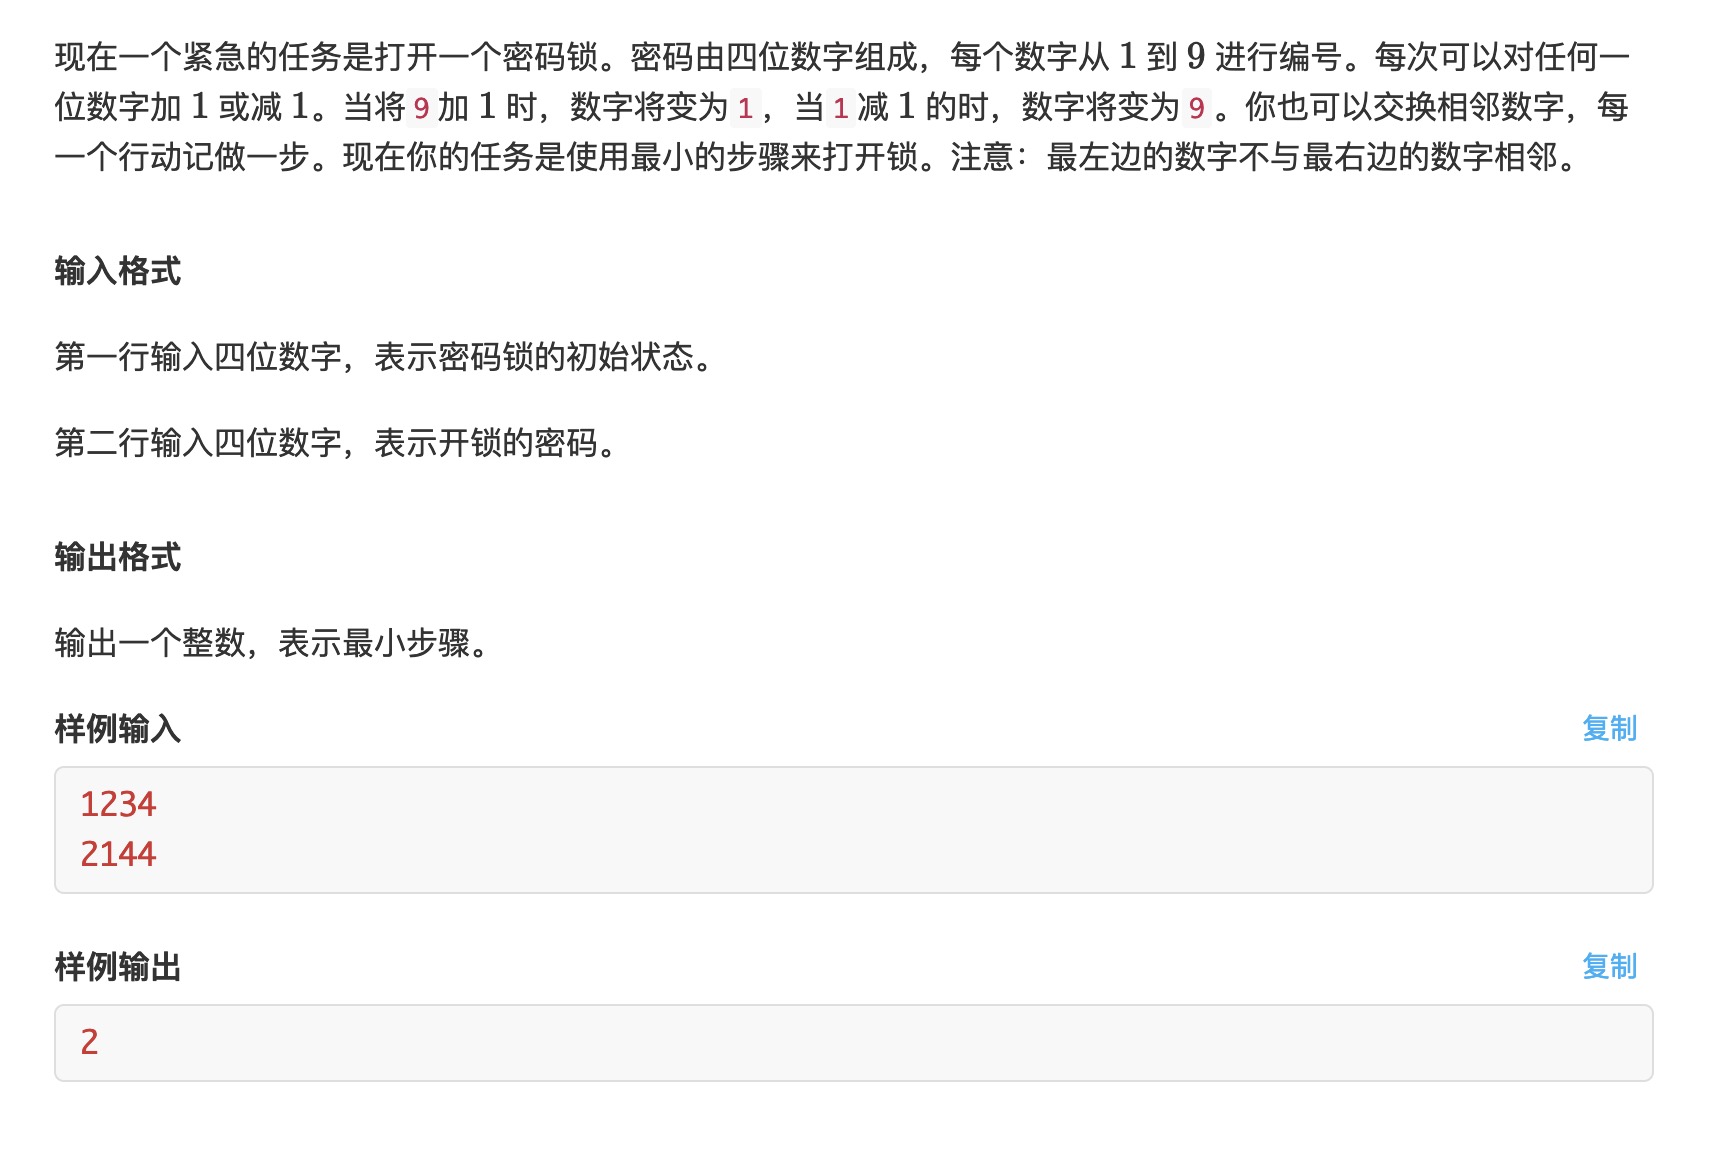 现在一个紧急的任务是打开一个密码锁。密码由四位数字组成，每个数字从 1 到 9 进行编号。每次可以对任何一
位数字加 1 或减 1。当将 9 加 1 时，数字将变为 1 ，当 1 减 1 的时，数字将变为 9 。你也可以交换相邻数字，每
一个行动记做一步。现在你的任务是使用最小的步骤来打开锁。注意：最左边的数字不与最右边的数字相邻。
输入格式
第一行输入四位数字，表示密码锁的初始状态。
第二行输入四位数字，表示开锁的密码。
输出格式
输出一个整数，表示最小步骤。
样例输入 复制
1234
2144
样例输出 复制
2